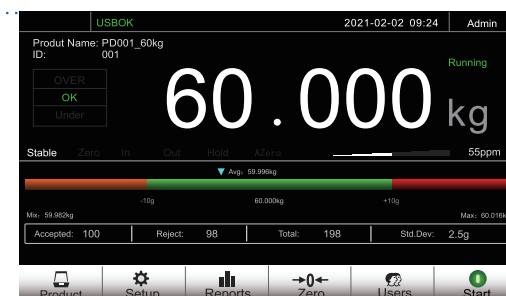 USBOK 2021-02-02 09:24 Admin
Produt Name: PD001_60kg
ID: 001
Running
OVER
OK
Under
60.000 kg
Stable Zero In Out Hold AZero 55ppm
Avg: 59.996kg
-10g 60.000kg +10g
Mix: 59.982kg Max: 60.016k
Accepted: 100 Reject: 98 Total: 198 Std.Dev: 2.5g
→0←
Product Setup Reports Zero Users Start